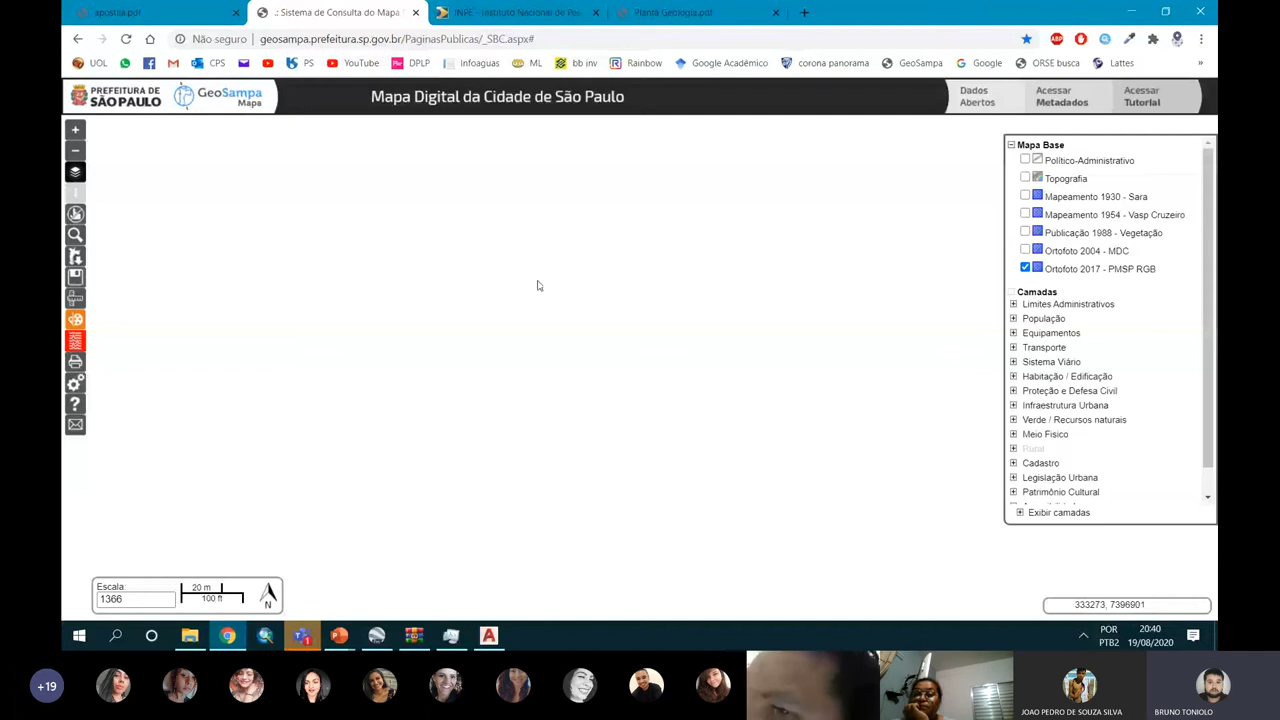 apostila.pdf
.: Sistema de Consulta do Mapa
INPE - Instituto Nacional de Pes
Planta Geologia.pdf
Não seguro
geosampa.prefeitura.sp.gov.br/PaginasPublicas/_SBC.aspx#
UOL
CPS
PS
YouTube
DPLP
Infoaguas
ML
bb inv
Rainbow
Google Acadêmico
corona panorama
GeoSampa
Google
ORSE busca
Lattes
»
PREFEITURA DE
SÃO PAULO
GeoSampa
Mapa
Mapa Digital da Cidade de São Paulo
Dados
Abertos
Acessar
Metadados
Acessar
Tutorial
Mapa Base
Político-Administrativo
Topografia
Mapeamento 1930 - Sara
Mapeamento 1954 - Vasp Cruzeiro
Publicação 1988 - Vegetação
Ortofoto 2004 - MDC
Ortofoto 2017 - PMSP RGB
Camadas
Limites Administrativos
População
Equipamentos
Transporte
Sistema Viário
Habitação / Edificação
Proteção e Defesa Civil
Infraestrutura Urbana
Verde / Recursos naturais
Meio Fisico
Rural
Cadastro
Legislação Urbana
Patrimônio Cultural
Exibir camadas
Escala:
1366
20 m
100 ft
N
333273, 7396901
POR
PTB2
20:40
19/08/2020
+19
JOAO PEDRO DE SOUZA SILVA
BRUNO TONIOLO